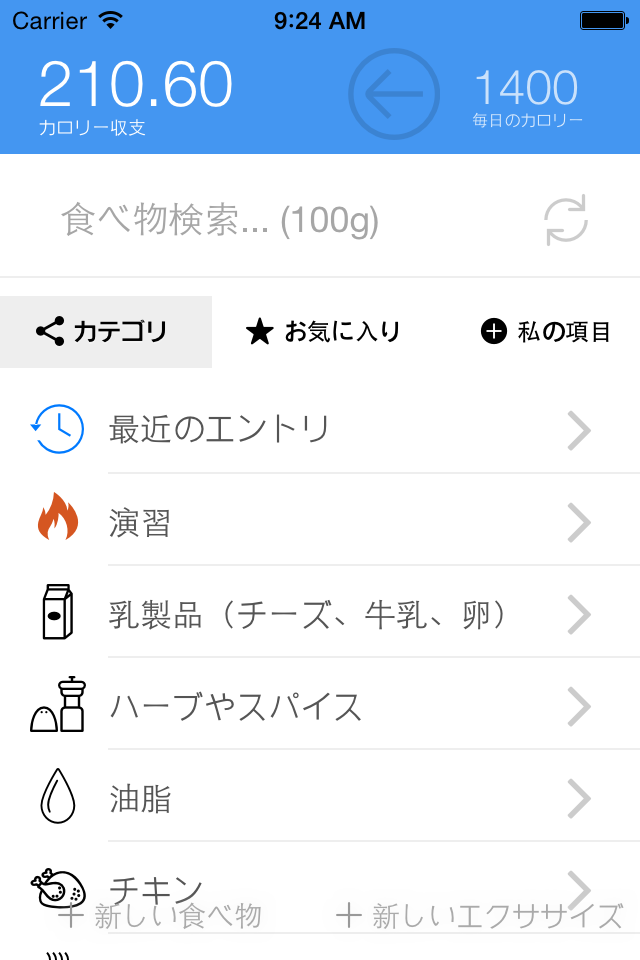 Carrier 9:24 AM
210.60 1400
カロリー収支 毎日のカロリー
食べ物検索... (100g)
カテゴリ お気に入り 私の項目
最近のエントリ
演習
乳製品（チーズ、牛乳、卵）
ハーブやスパイス
油脂
チキン
新しい食べ物 新しいエクササイズ